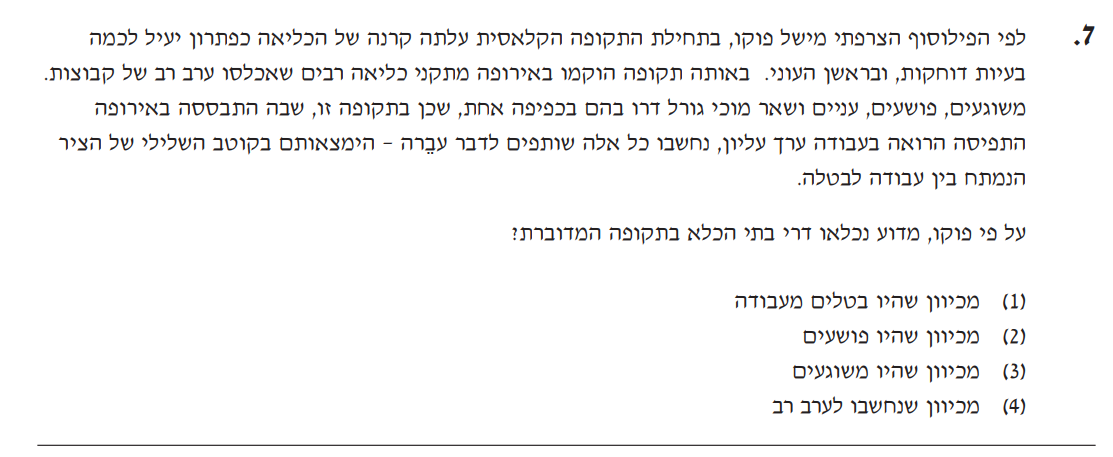 7. לפי הפילוסוף הצרפתי מישל פוקו, בתחילת התקופה הקלאסית עלתה קרנה של הכליאה כפתרון יעיל לכמה
בעיות דוחקות, ובראשן העוני. באותה תקופה הוקמו באירופה מתקני כליאה רבים שאכלסו ערב רב של קבוצות.
משוגעים, פושעים, עניים ושאר מוכי גורל דרו בהם בכפיפה אחת, שכן בתקופה זו, שבה התבססה באירופה
התפיסה הרואה בעבודה ערך עליון, נחשבו כל אלה שותפים לדבר עבֵרה – הימצאותם בקוטב השלילי של הציר
הנמתח בין עבודה לבטלה.
על פי פוקו, מדוע נכלאו דרי בתי הכלא בתקופה המדוברת?
(1) מכיוון שהיו בטלים מעבודה
(2) מכיוון שהיו פושעים
(3) מכיוון שהיו משוגעים
(4) מכיוון שנחשבו לערב רב